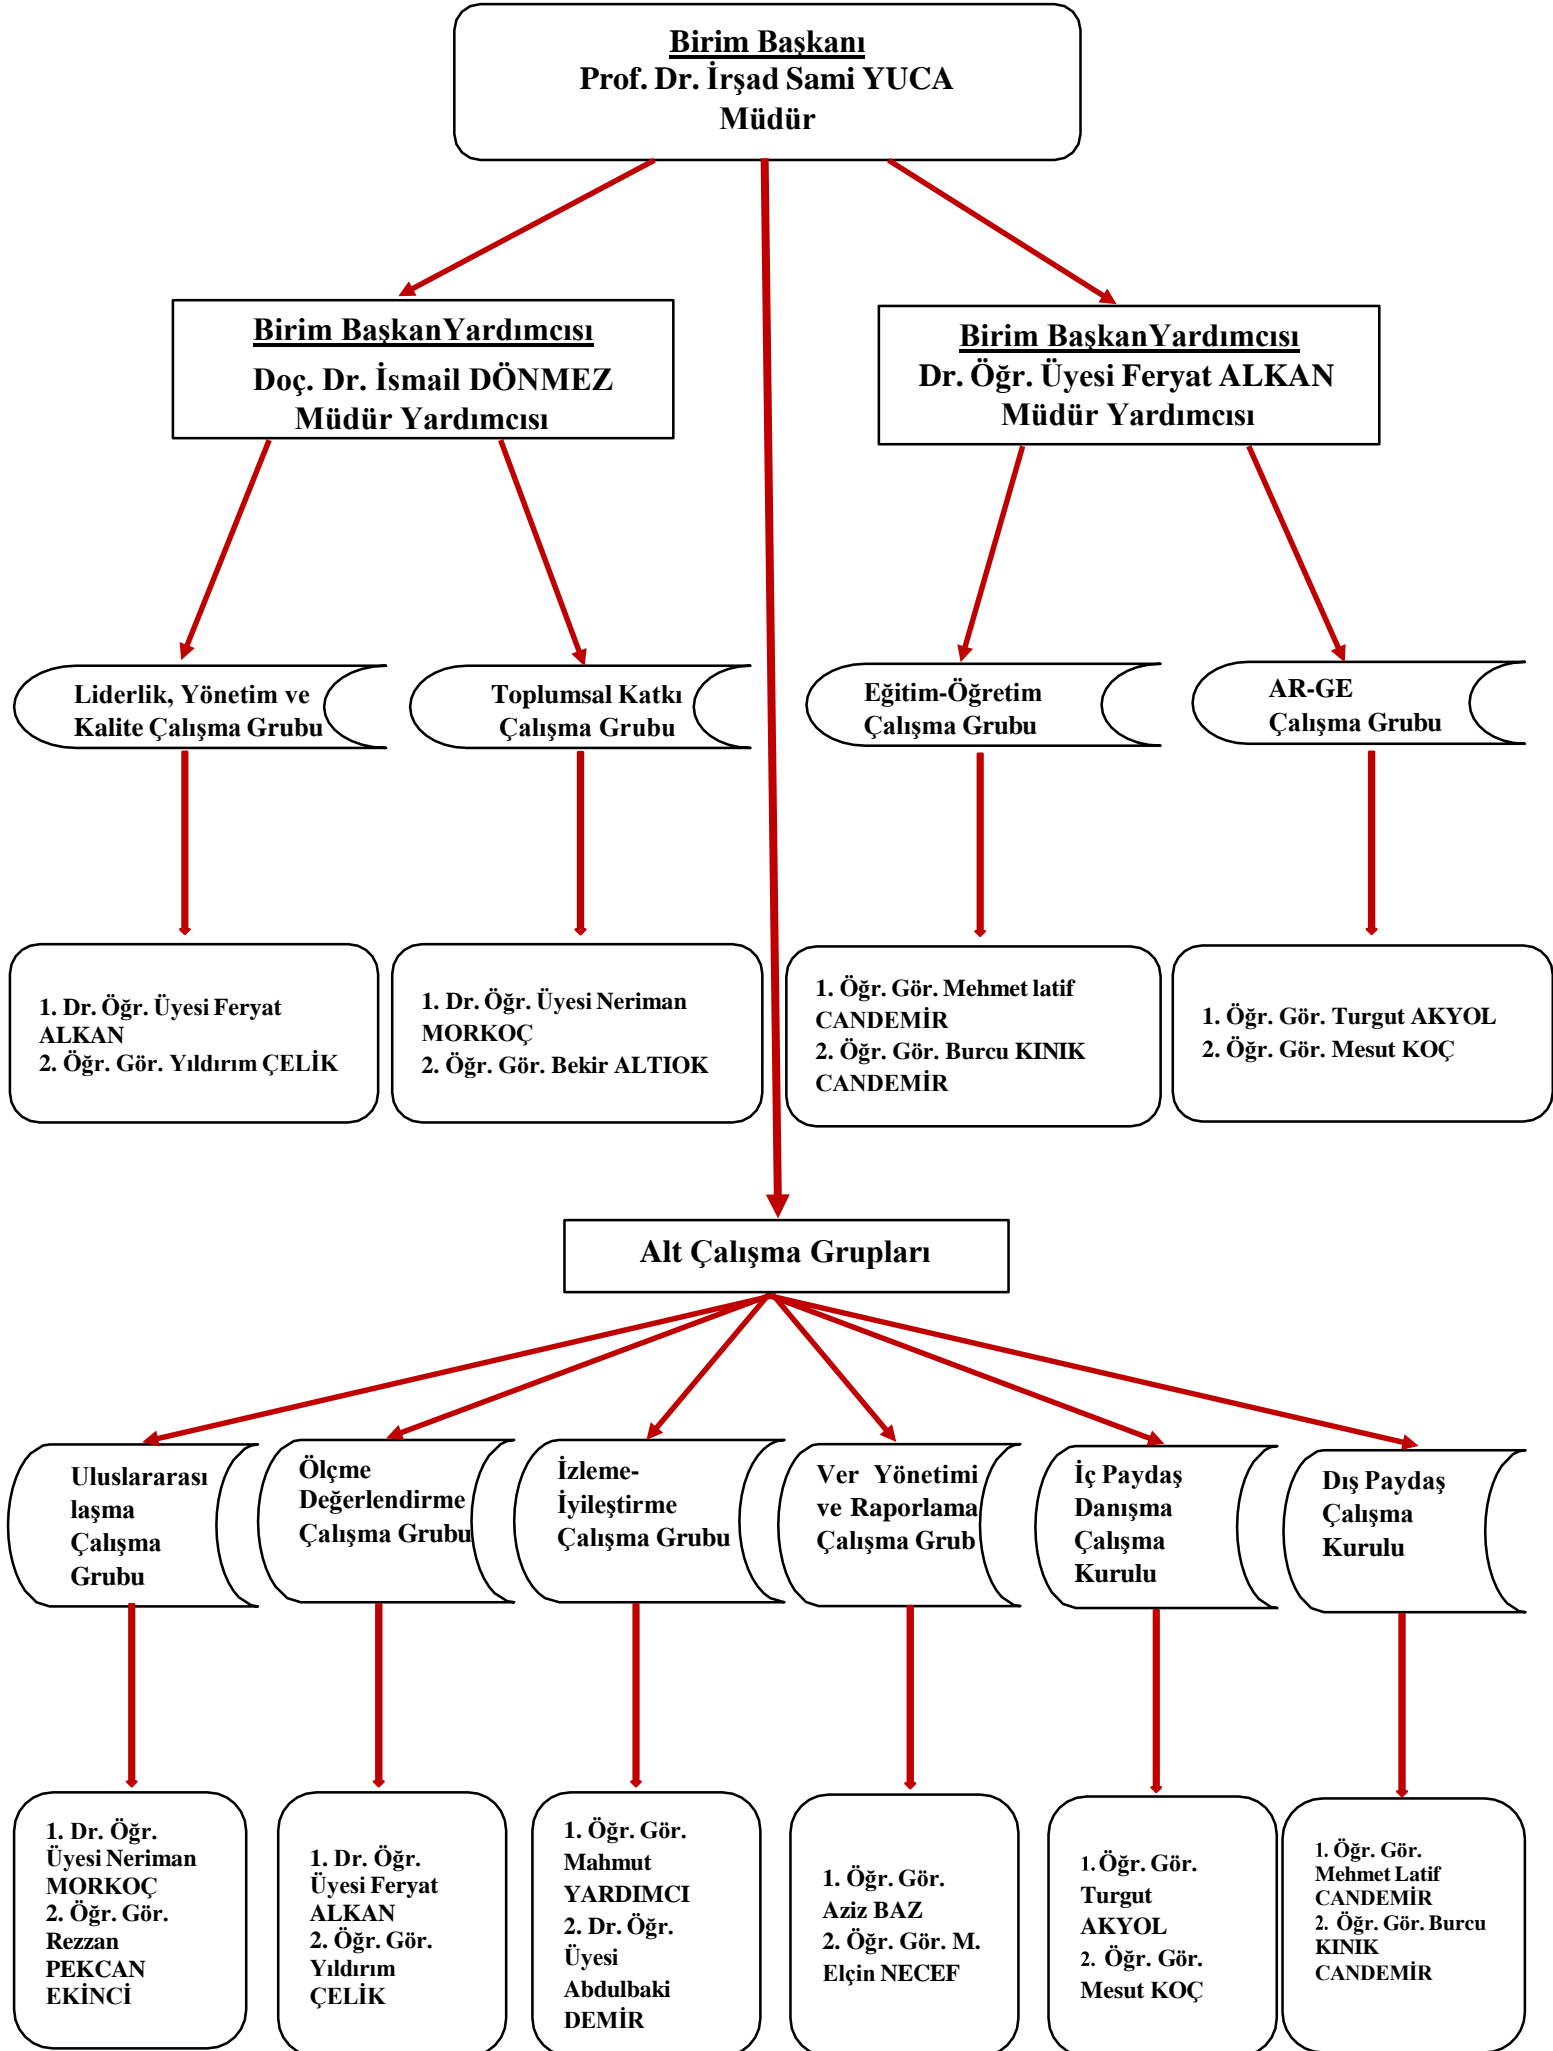 Birim Başkanı
Prof. Dr. İrşad Sami YUCA
Müdür
Birim BaşkanYardımcısı
Doç. Dr. İsmail DÖNMEZ
Müdür Yardımcısı
Birim BaşkanYardımcısı
Dr. Öğr. Üyesi Feryat ALKAN
Müdür Yardımcısı
Liderlik, Yönetim ve
Kalite Çalışma Grubu
Toplumsal Katkı
Çalışma Grubu
Eğitim-Öğretim
Çalışma Grubu
AR-GE
Çalışma Grubu
1. Dr. Öğr. Üyesi Feryat
ALKAN
2. Öğr. Gör. Yıldırım ÇELİK
1. Dr. Öğr. Üyesi Neriman
MORKOÇ
2. Öğr. Gör. Bekir ALTIOK
1. Öğr. Gör. Mehmet latif
CANDEMİR
2. Öğr. Gör. Burcu KINIK
CANDEMİR
1. Öğr. Gör. Turgut AKYOL
2. Öğr. Gör. Mesut KOÇ
Alt Çalışma Grupları
Uluslararası
laşma
Çalışma
Grubu
Ölçme
Değerlendirme
Çalışma Grubu
İzleme-
İyileştirme
Çalışma Grubu
Ver Yönetimi
ve Raporlama
Çalışma Grub
İç Paydaş
Danışma
Çalışma
Kurulu
Dış Paydaş
Çalışma
Kurulu
1. Dr. Öğr.
Üyesi Neriman
MORKOÇ
2. Öğr. Gör.
Rezzan
PEKCAN
EKİNCİ
1. Dr. Öğr.
Üyesi Feryat
ALKAN
2. Öğr. Gör.
Yıldırım
ÇELİK
1. Öğr. Gör.
Mahmut
YARDIMCI
2. Dr. Öğr.
Üyesi
Abdulbaki
DEMİR
1. Öğr. Gör.
Aziz BAZ
2. Öğr. Gör. M.
Elçin NECEF
1. Öğr. Gör.
Turgut
AKYOL
2. Öğr. Gör.
Mesut KOÇ
1. Öğr. Gör.
Mehmet Latif
CANDEMİR
2. Öğr. Gör. Burcu
KINIK
CANDEMİR